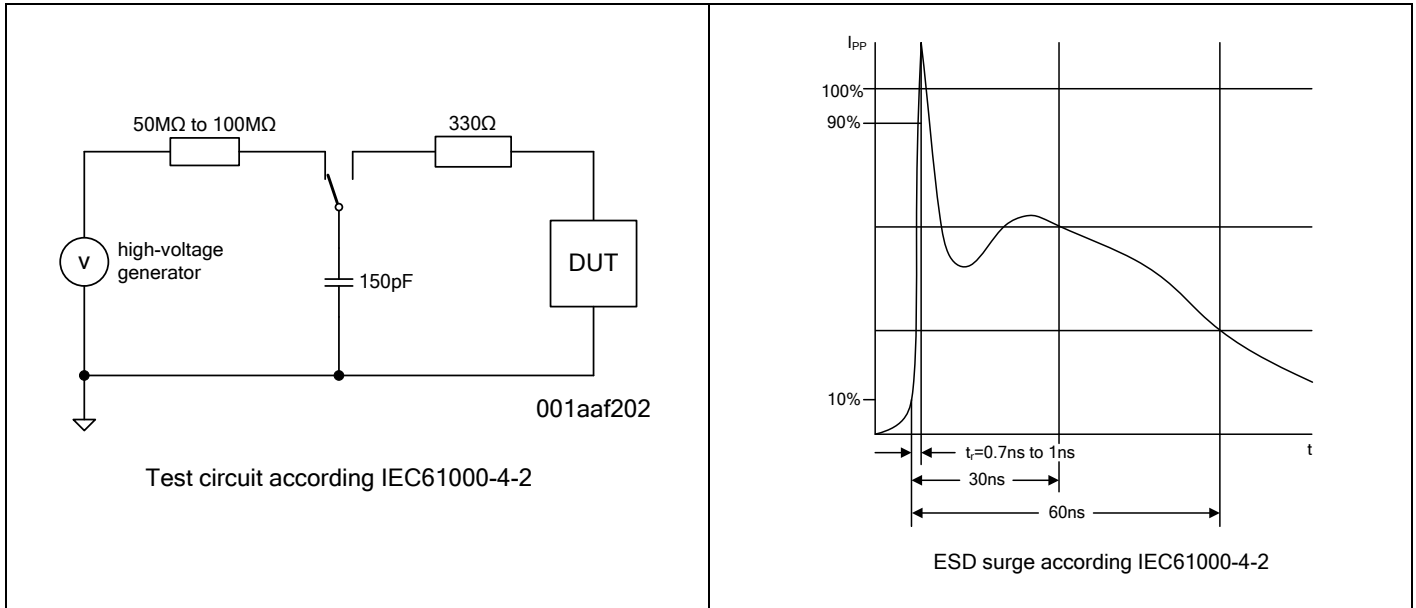 50MΩ to 100MΩ
330Ω
V
high-voltage
generator
150pF
DUT
001aaf202
Test circuit according IEC61000-4-2
IPP
100%
90%
10%
t
tr=0.7ns to 1ns
30ns
60ns
ESD surge according IEC61000-4-2